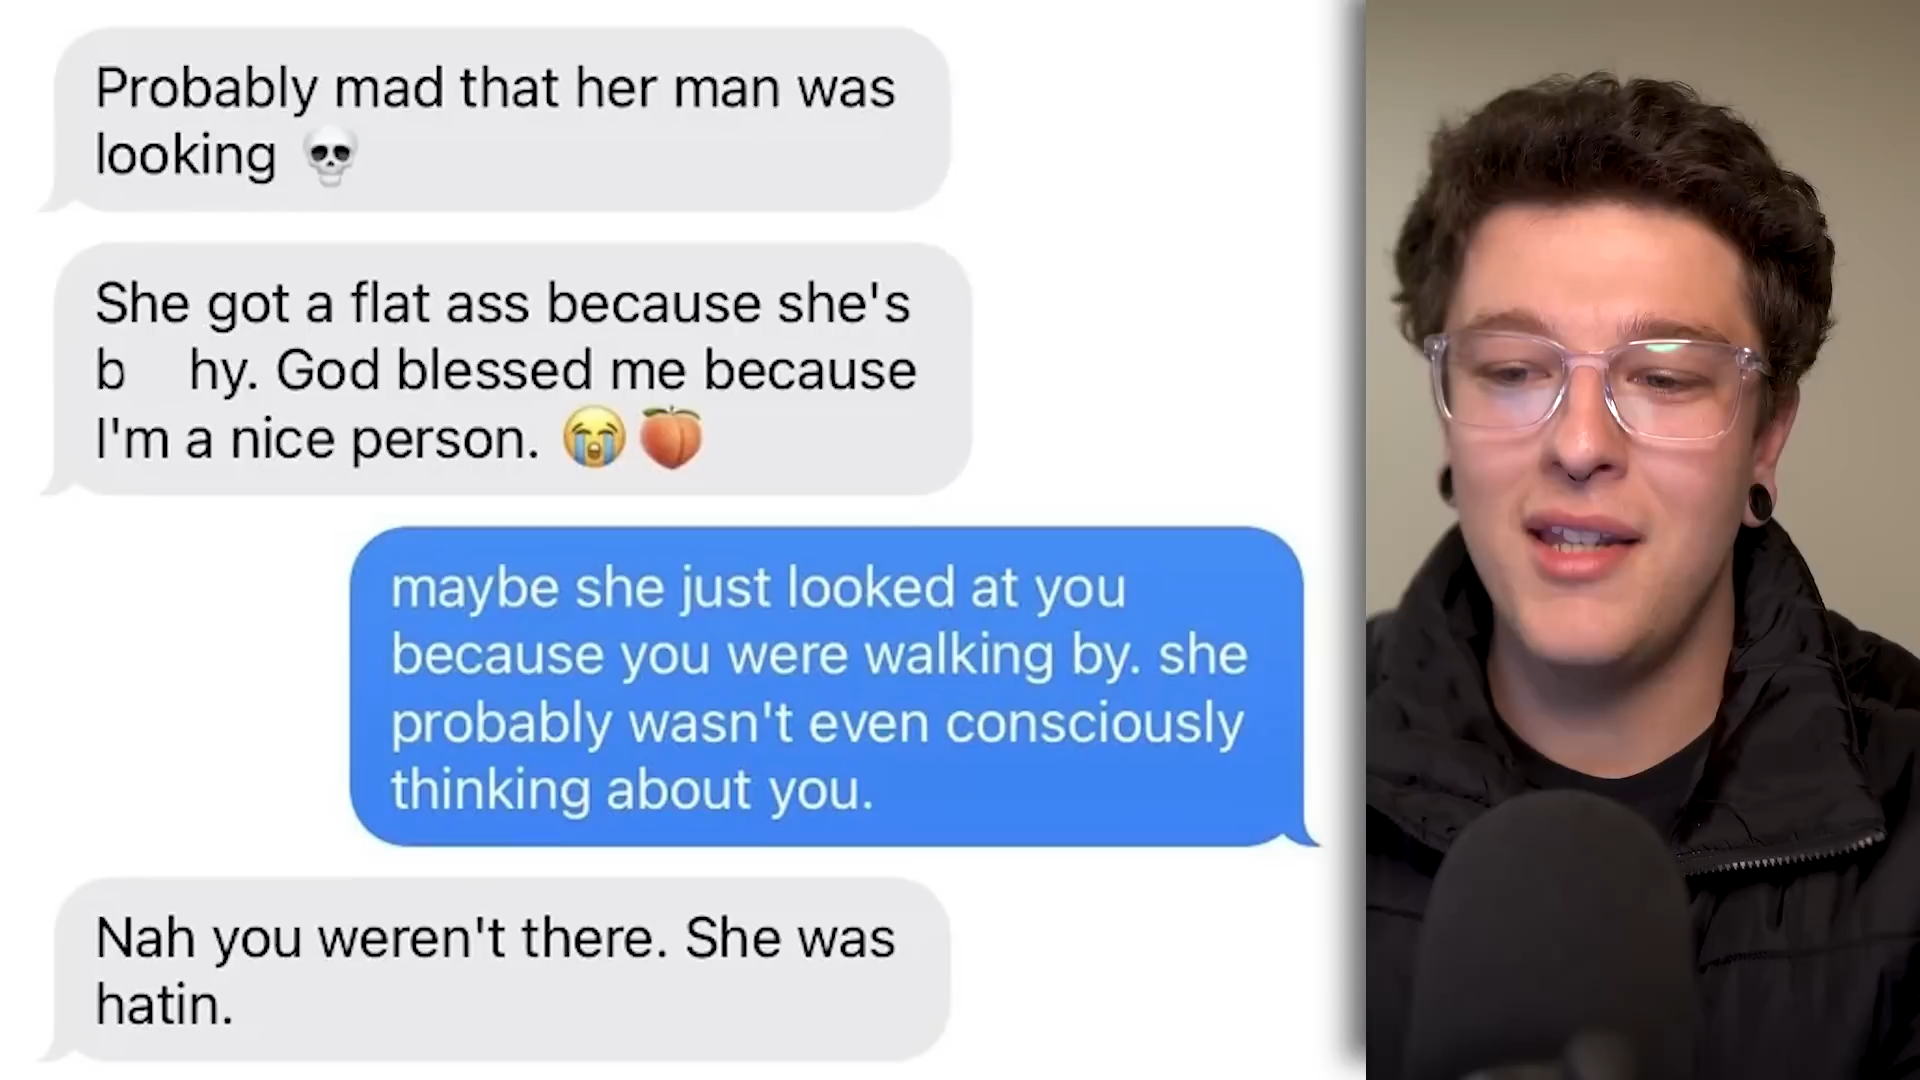 Probably mad that her man was
looking 💀
She got a flat ass because she's
b hy. God blessed me because
I'm a nice person. 😭🍑
maybe she just looked at you
because you were walking by. she
probably wasn't even consciously
thinking about you.
Nah you weren't there. She was
hatin.